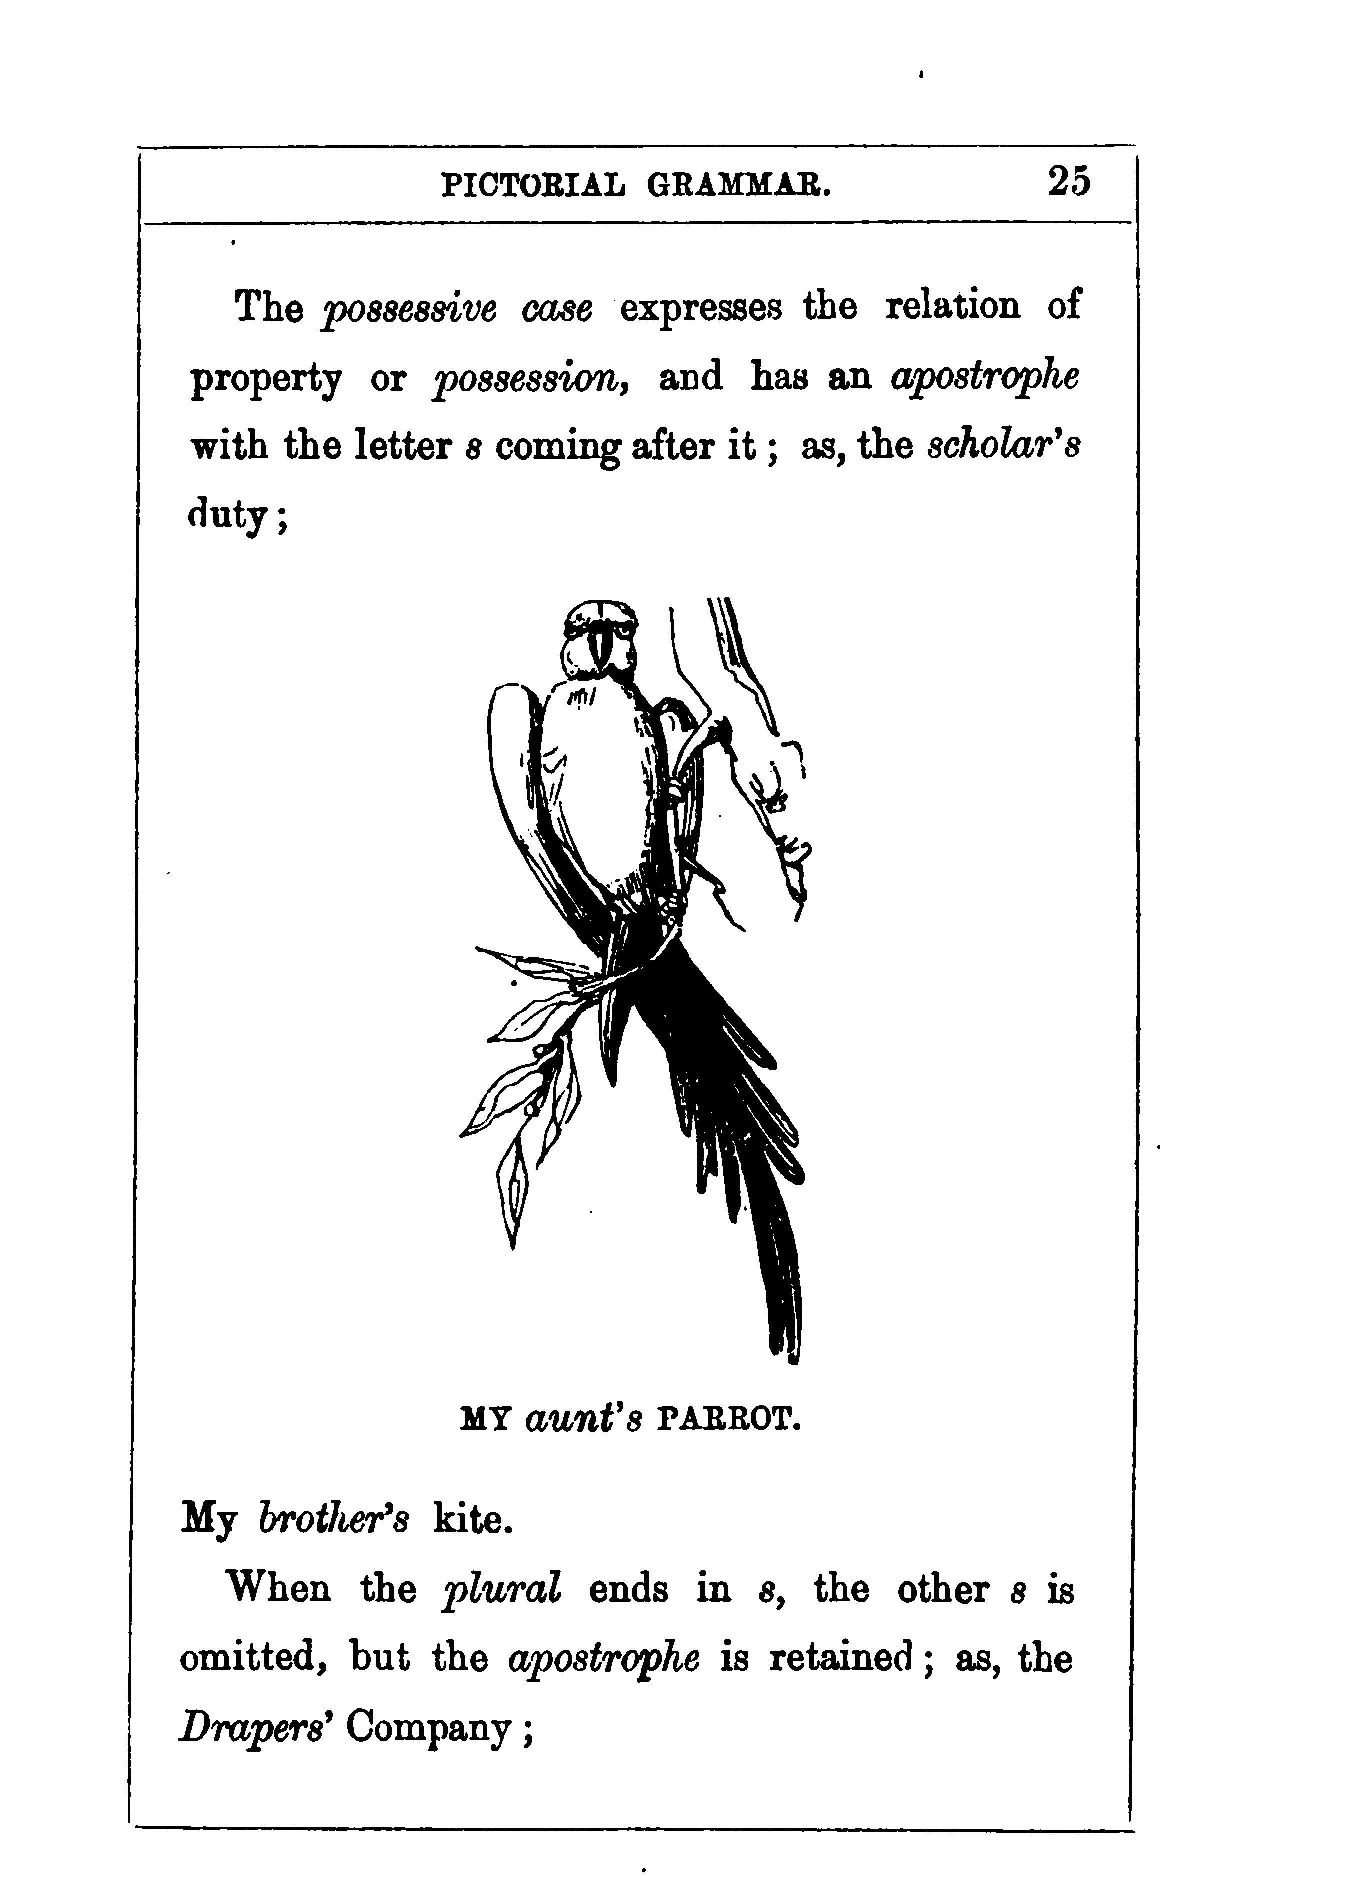 PICTORIAL GRAMMAR. 25
The possessive case expresses the relation of
property or possession, and has an apostrophe
with the letter s coming after it; as, the scholar's
duty;
MY aunt's PARROT.
My brother's kite.
When the plural ends in s, the other s is
omitted, but the apostrophe is retained; as, the
Drapers' Company;